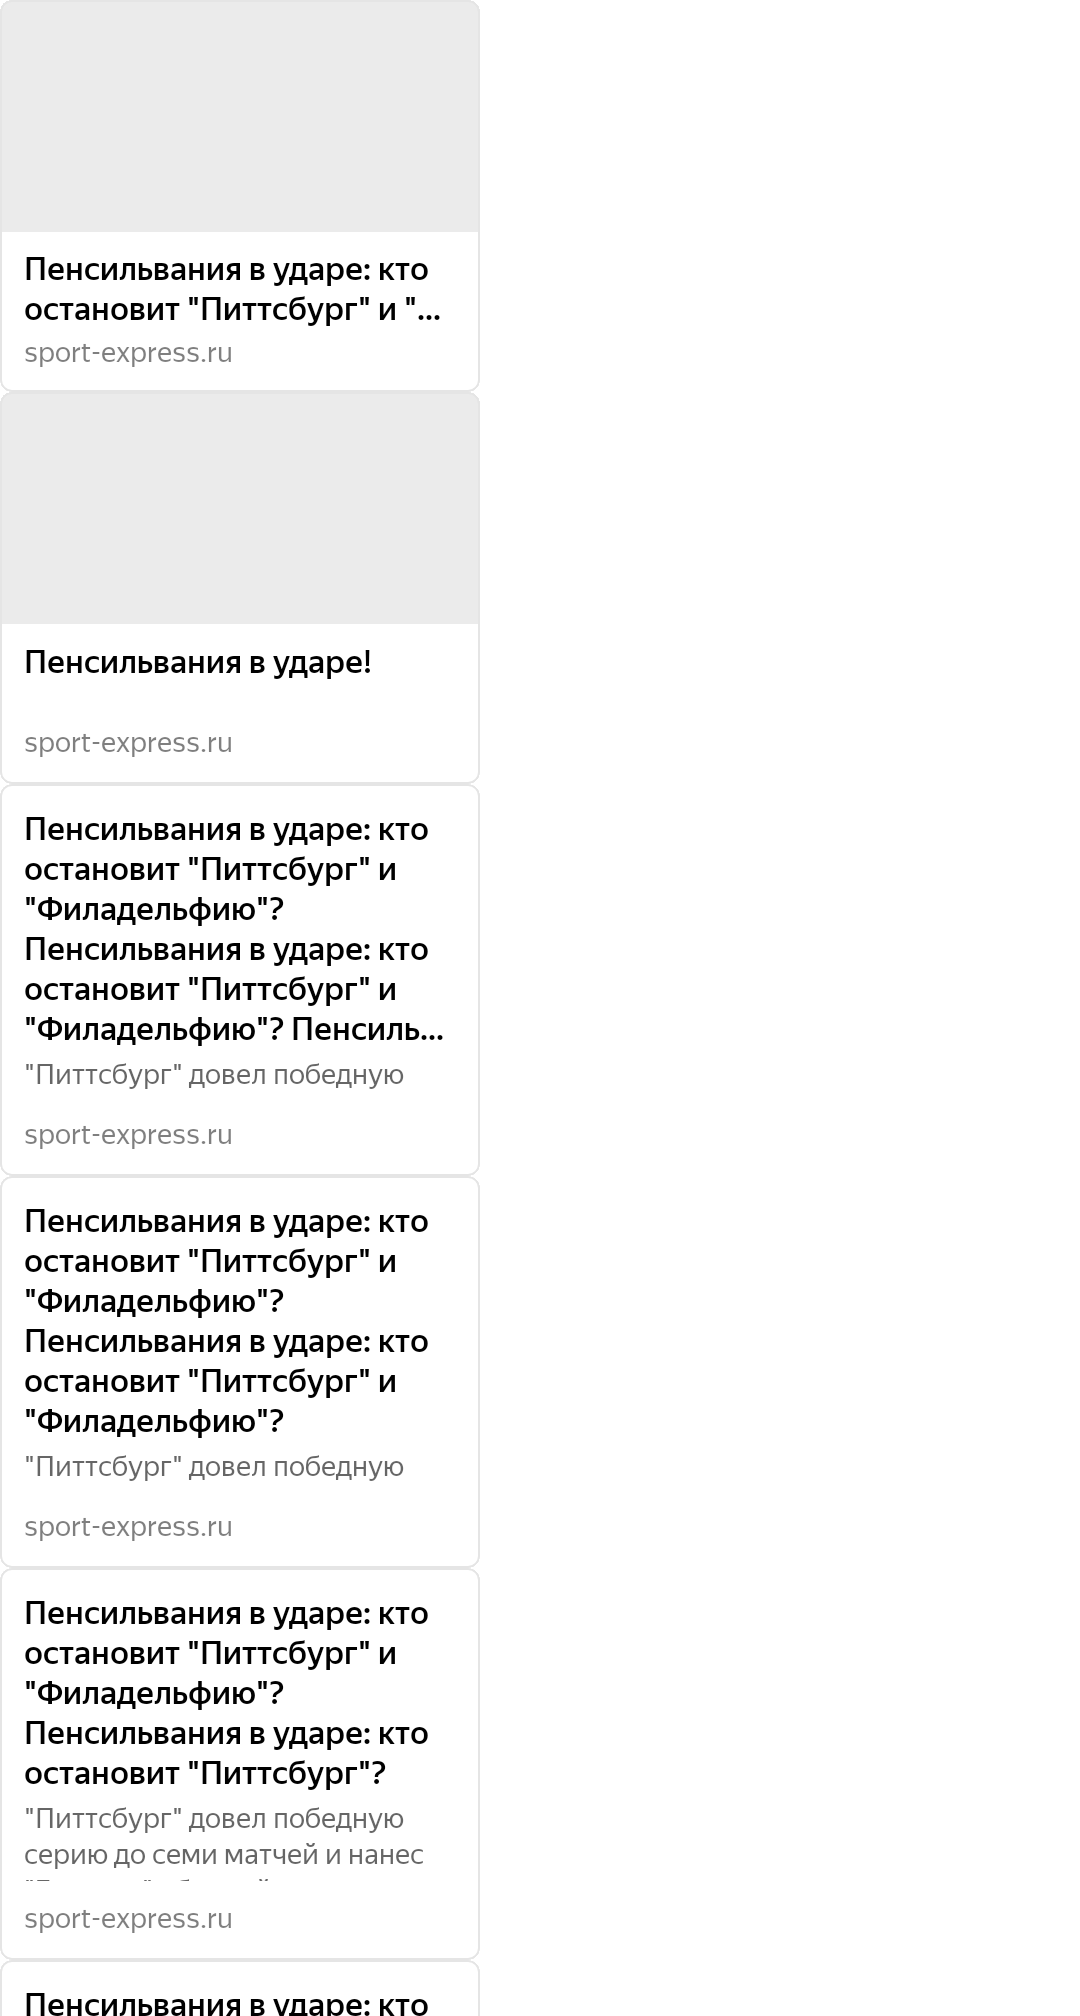 Пенсильвания в ударе: кто
остановит "Питтсбург" и "...
sport-express.ru
Пенсильвания в ударе!
sport-express.ru
Пенсильвания в ударе: кто
остановит "Питтсбург" и
"Филадельфию"?
Пенсильвания в ударе: кто
остановит "Питтсбург" и
"Филадельфию"? Пенсиль...
"Питтсбург" довел победную
sport-express.ru
Пенсильвания в ударе: кто
остановит "Питтсбург" и
"Филадельфию"?
Пенсильвания в ударе: кто
остановит "Питтсбург" и
"Филадельфию"?
"Питтсбург" довел победную
sport-express.ru
Пенсильвания в ударе: кто
остановит "Питтсбург" и
"Филадельфию"?
Пенсильвания в ударе: кто
остановит "Питтсбург"?
"Питтсбург" довел победную
серию до семи матчей и нанес
sport-express.ru
Пенсильвания в ударе: кто